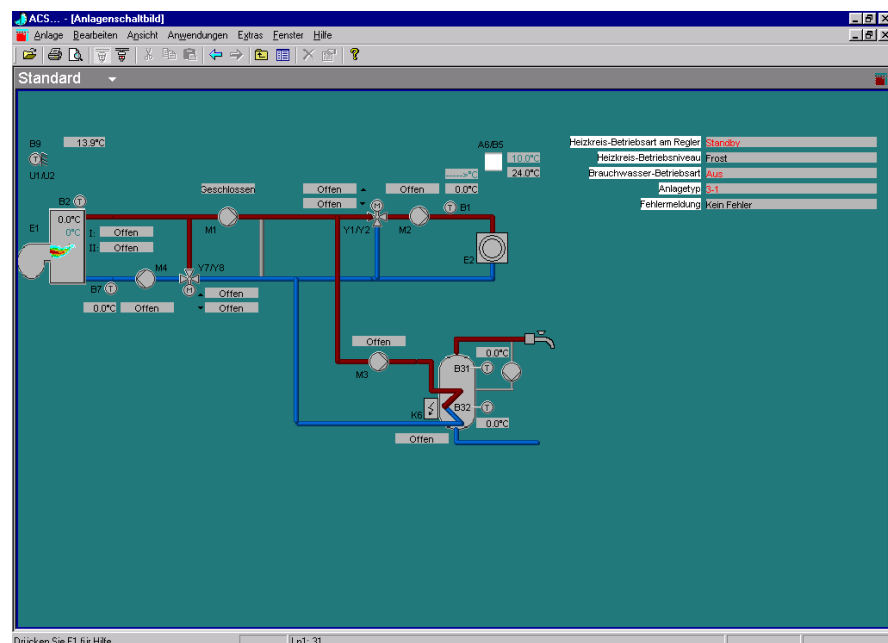 ACS... - [Anlagenschaltbild]
Anlage Bearbeiten Ansicht Anwendungen Extras Fenster Hilfe
Standard
B9 13.9°C
U1/U2
A6/B5
10.0°C
----->°C 24.0°C
Heizkreis-Betriebsart am Regler Standby
Heizkreis-Betriebsniveau Frost
Brauchwasser-Betriebsart Aus
Anlagetyp 3-1
Fehlermeldung Kein Fehler
B2 T
Geschlossen Offen Offen 0.0°C
Offen
M T B1
E1 0.0°C
0°C I: Offen
II: Offen
M1 Y1/Y2 M2
E2
M4 Y7/Y8
B7 T M Offen
0.0°C Offen Offen
Offen
M3
0.0°C
B31 T
K6 B32 T
0.0°C
Offen
Drücken Sie F1 für Hilfe Ln1: 31